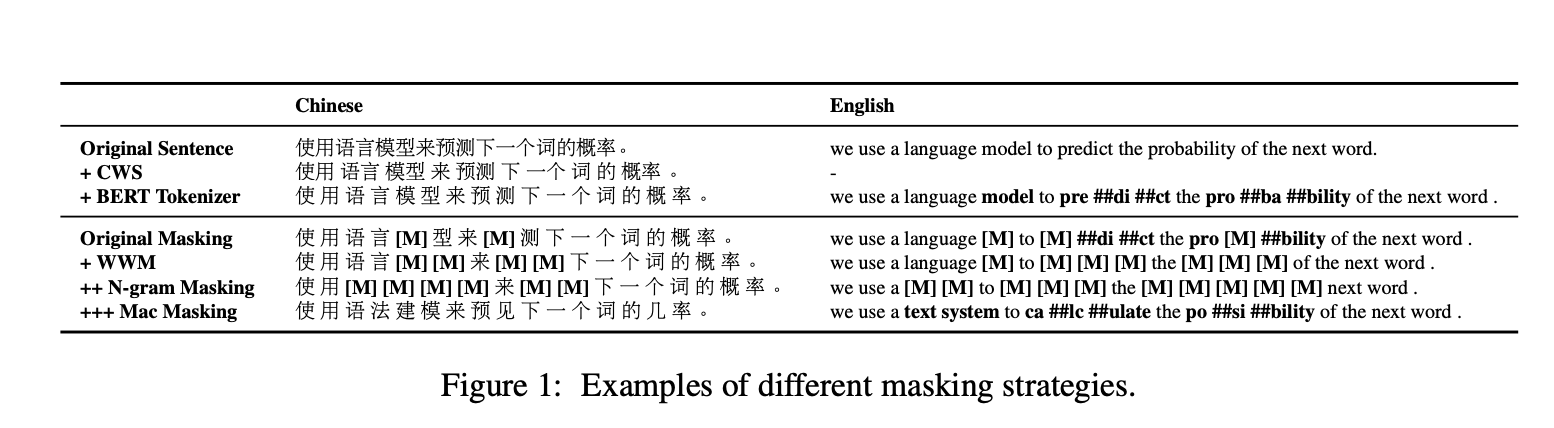 Chinese English
Original Sentence 使用语言模型来预测下一个词的概率。 we use a language model to predict the probability of the next word.
+ CWS 使用 语言 模型 来 预测 下 一个 词 的 概率 。 -
+ BERT Tokenizer 使 用 语 言 模 型 来 预 测 下 一 个 词 的 概 率 。 we use a language model to pre ##di ##ct the pro ##ba ##bility of the next word .
Original Masking 使 用 语 言 [M] 型 来 [M] 测 下 一 个 词 的 概 率 。 we use a language [M] to [M] ##di ##ct the pro [M] ##bility of the next word .
+ WWM 使 用 语 言 [M] [M] 来 [M] [M] 下 一 个 词 的 概 率 。 we use a language [M] to [M] [M] [M] the [M] [M] [M] of the next word .
++ N-gram Masking 使 用 [M] [M] [M] [M] 来 [M] [M] 下 一 个 词 的 概 率 。 we use a [M] [M] to [M] [M] [M] the [M] [M] [M] [M] [M] next word .
+++ Mac Masking 使 用 语 法 建 模 来 预 见 下 一 个 词 的 几 率 。 we use a text system to ca ##lc ##ulate the po ##si ##bility of the next word .
Figure 1: Examples of different masking strategies.